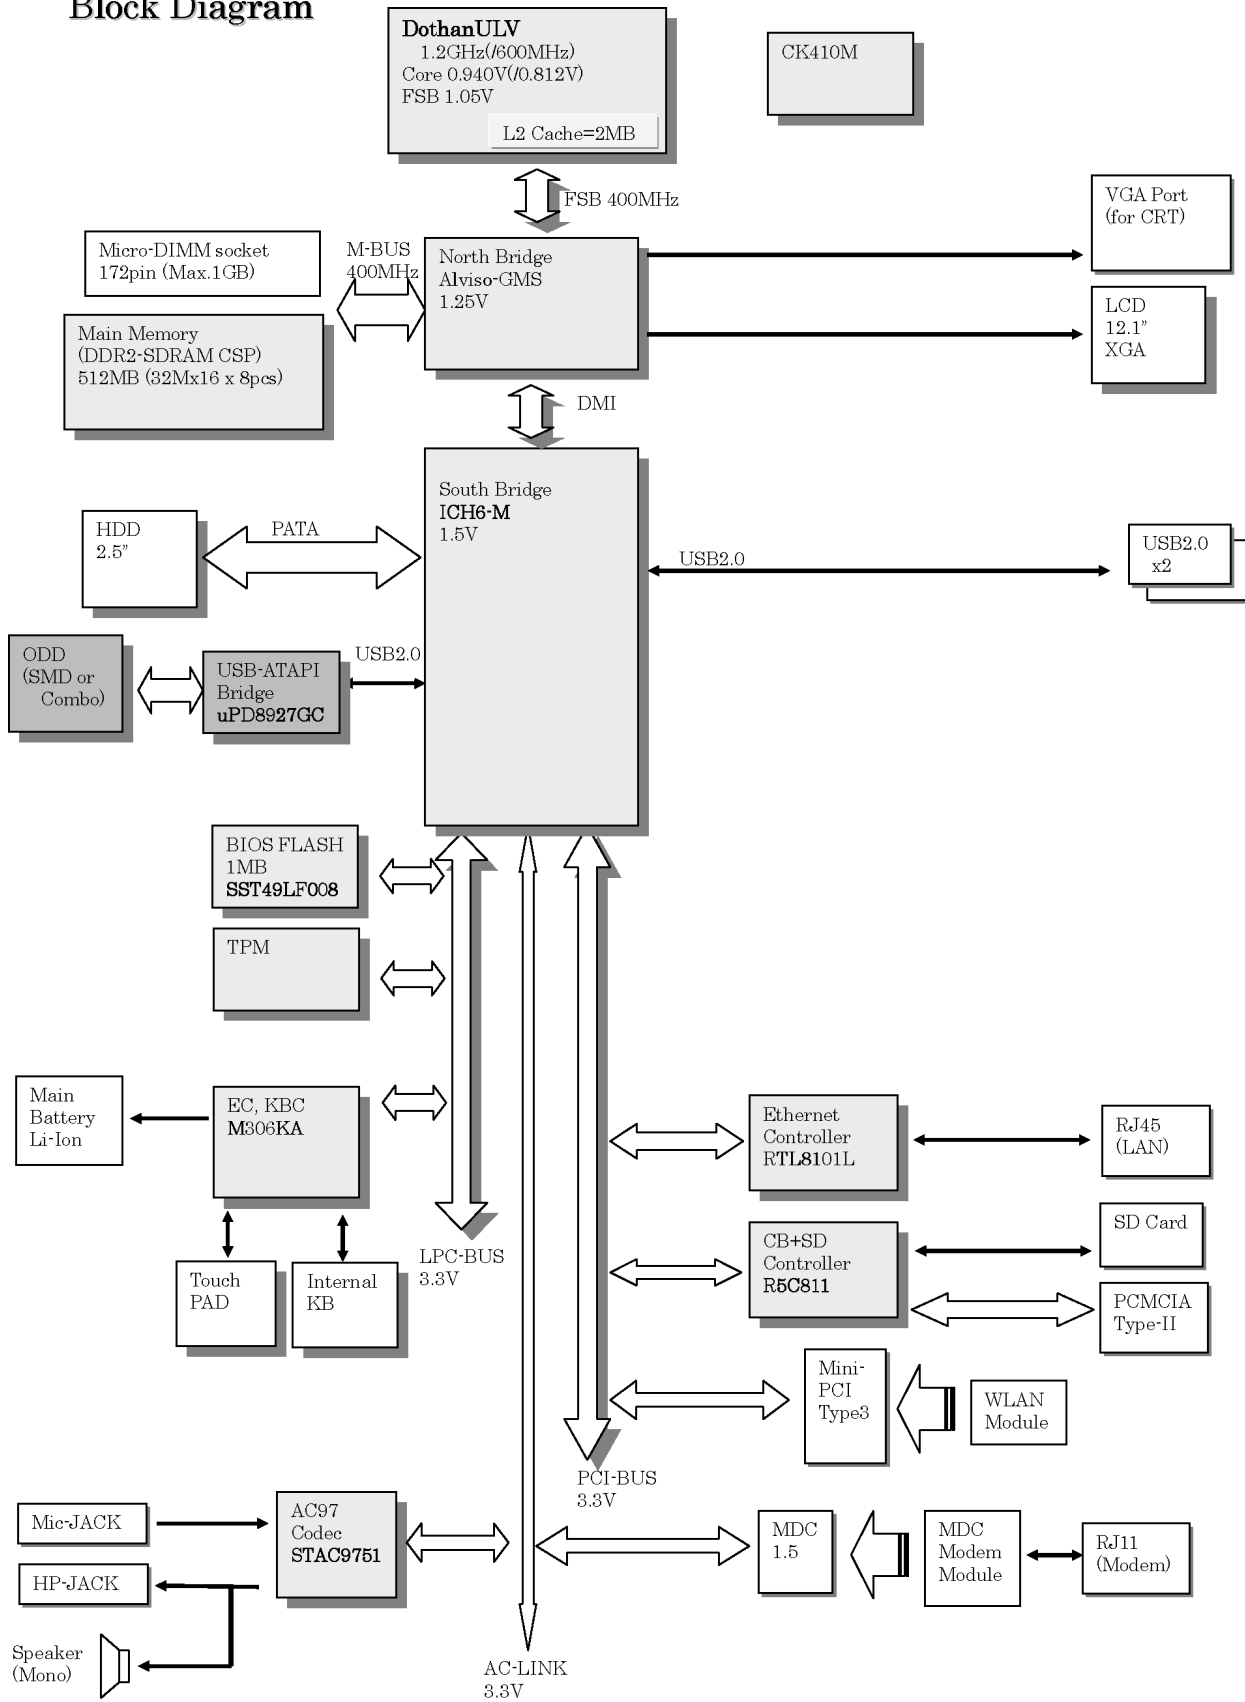 Block Diagram
DothanULV
1.2GHz(/600MHz)
Core 0.940V(/0.812V)
FSB 1.05V
L2 Cache=2MB
CK410M
FSB 400MHz
VGA Port
(for CRT)
Micro-DIMM socket
172pin (Max.1GB)
M-BUS
400MHz
North Bridge
Alviso-GMS
1.25V
LCD
12.1"
XGA
Main Memory
(DDR2-SDRAM CSP)
512MB (32Mx16 x 8pcs)
DMI
South Bridge
ICH6-M
1.5V
HDD
2.5"
PATA
USB2.0
USB2.0
x2
ODD
(SMD or
Combo)
USB-ATAPI
Bridge
uPD8927GC
USB2.0
BIOS FLASH
1MB
SST49LF008
TPM
Main
Battery
Li-Ion
EC, KBC
M306KA
Touch
PAD
Internal
KB
LPC-BUS
3.3V
Ethernet
Controller
RTL8101L
RJ45
(LAN)
CB+SD
Controller
R5C811
SD Card
PCMCIA
Type-II
Mini-
PCI
Type3
WLAN
Module
PCI-BUS
3.3V
Mic-JACK
AC97
Codec
STAC9751
HP-JACK
Speaker
(Mono)
MDC
1.5
MDC
Modem
Module
RJ11
(Modem)
AC-LINK
3.3V